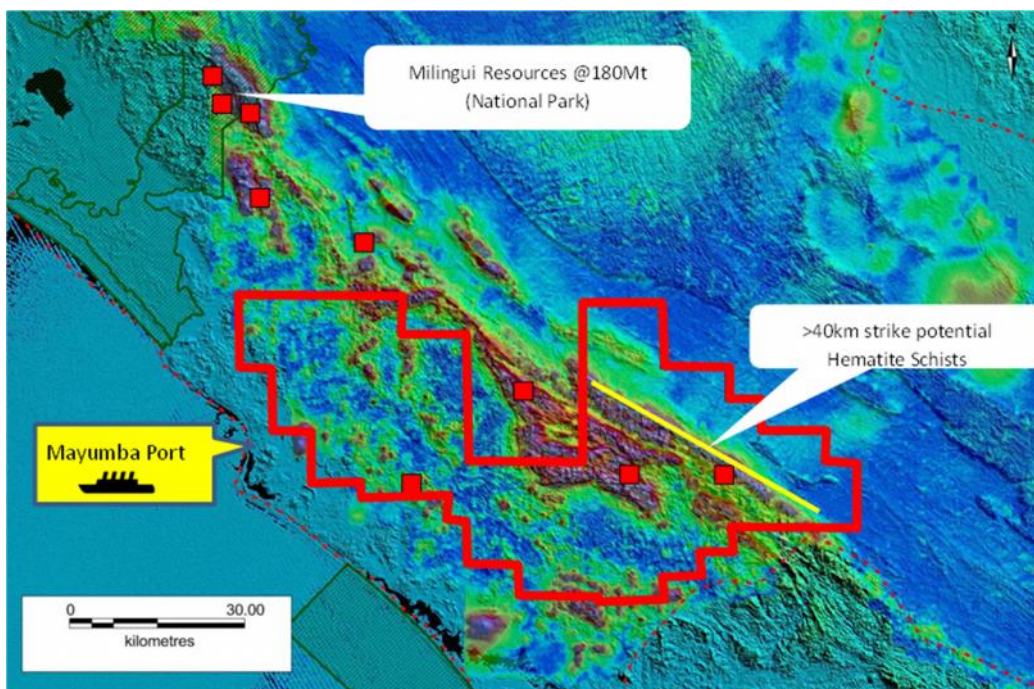 N
Milingui Resources @180Mt
(National Park)
>40km strike potential
Hematite Schists
Mayumba Port
0 30.00
kilometres